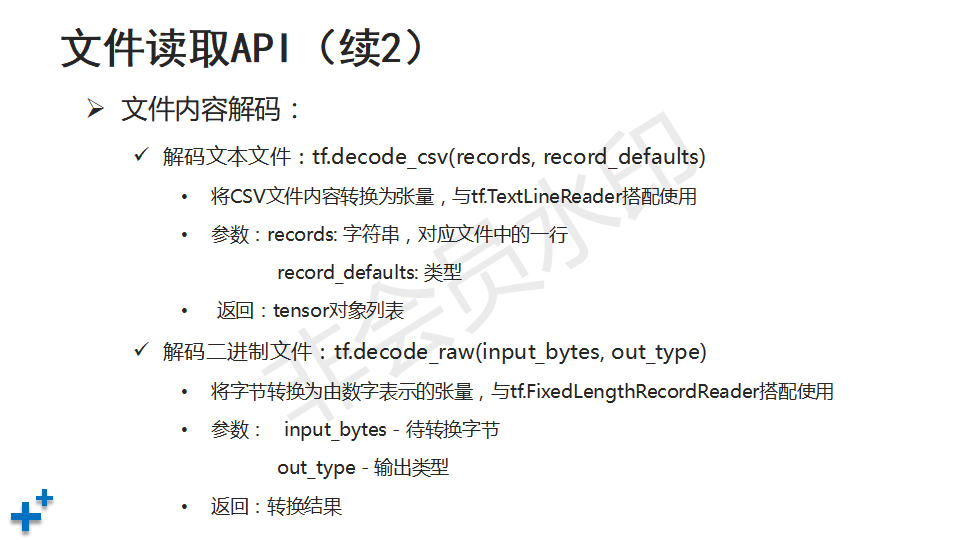 文件读取API（续2）
➢ 文件内容解码：
✓ 解码文本文件：tf.decode_csv(records, record_defaults)
• 将CSV文件内容转换为张量，与tf.TextLineReader搭配使用
• 参数：records: 字符串，对应文件中的一行
record_defaults: 类型
• 返回：tensor对象列表
✓ 解码二进制文件：tf.decode_raw(input_bytes, out_type)
• 将字节转换为由数字表示的张量，与tf.FixedLengthRecordReader搭配使用
• 参数： input_bytes - 待转换字节
out_type - 输出类型
• 返回：转换结果
非会员水印